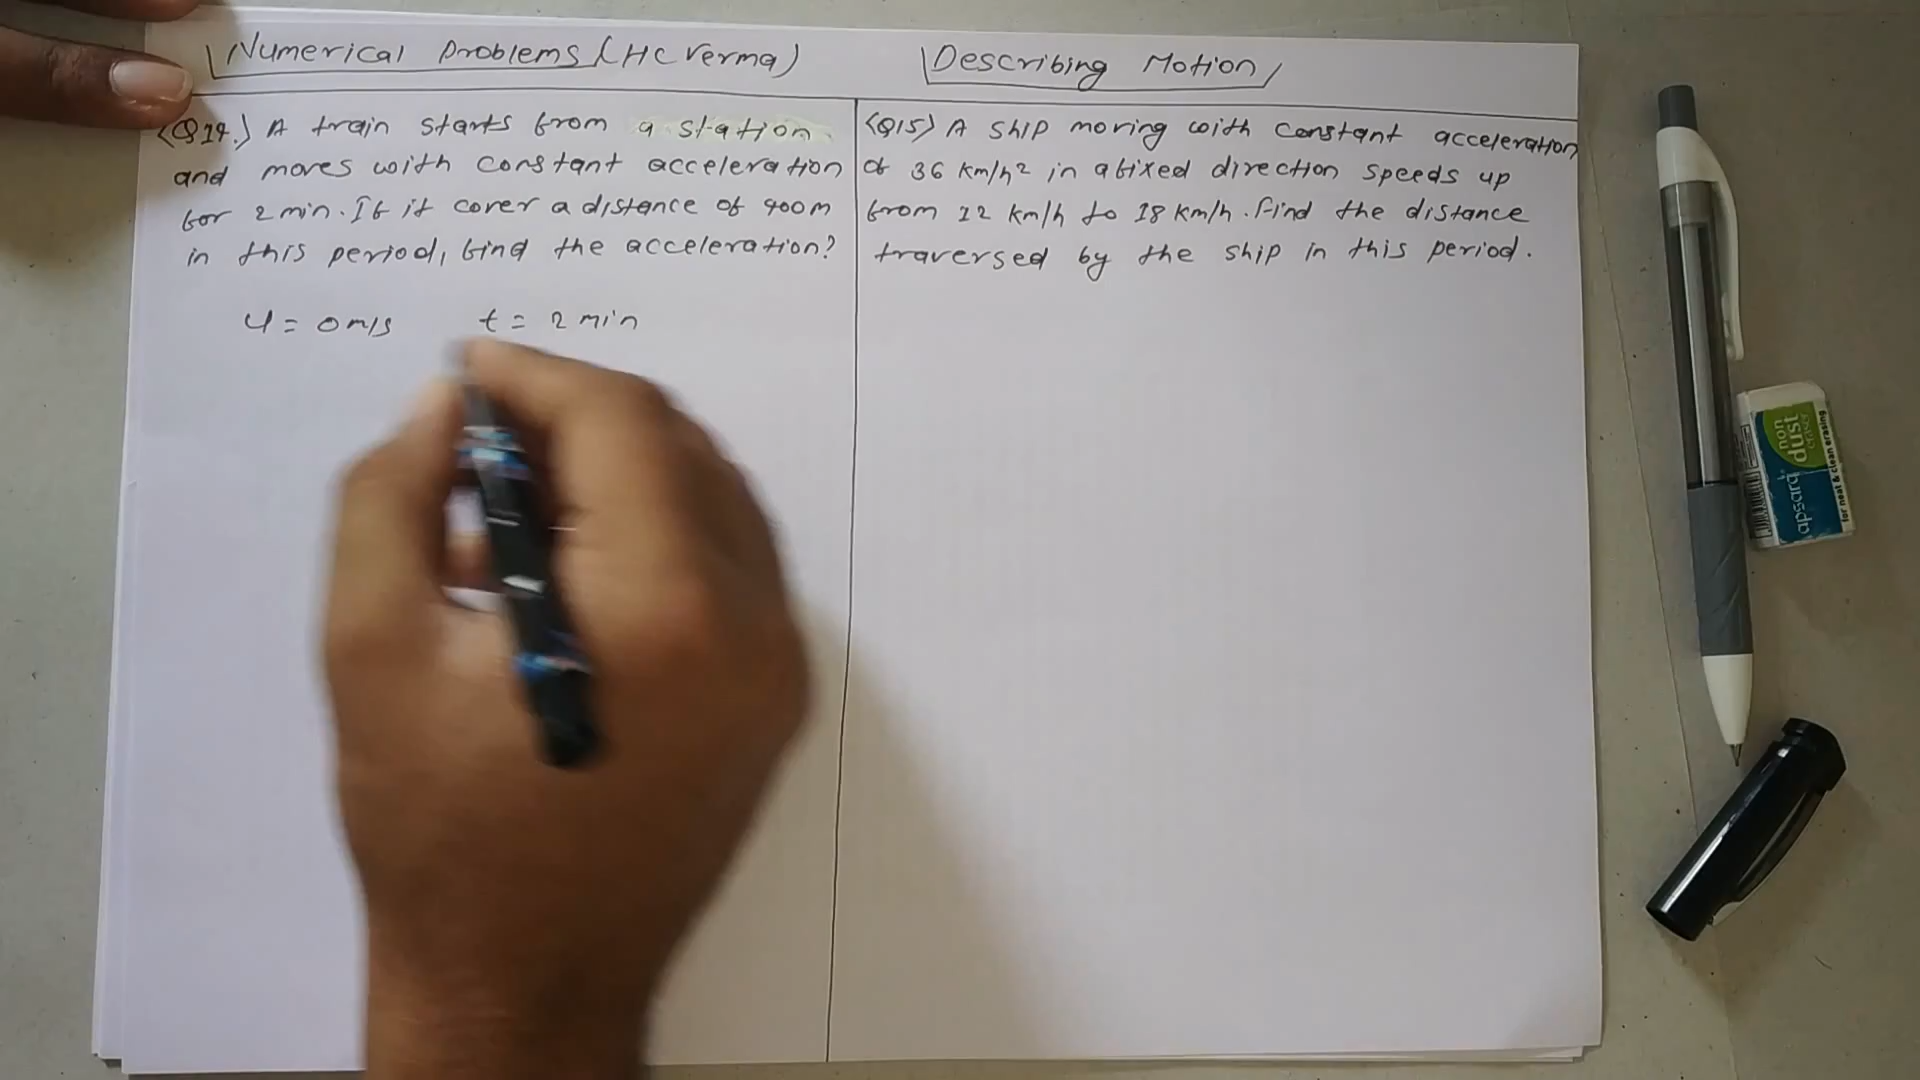 Numerical Problems (HC Verma)
Describing Motion
(Q14.) A train starts from a station
and moves with constant acceleration
for 2 min. If it cover a distance of 400m
in this period, find the acceleration?
u = 0 m/s t = 2 min
(Q15) A ship moving with constant acceleration
of 36 km/h² in a fixed direction speeds up
from 12 km/h to 18 km/h. Find the distance
traversed by the ship in this period.
apsara
non
dust
eraser
for neat & clean erasing